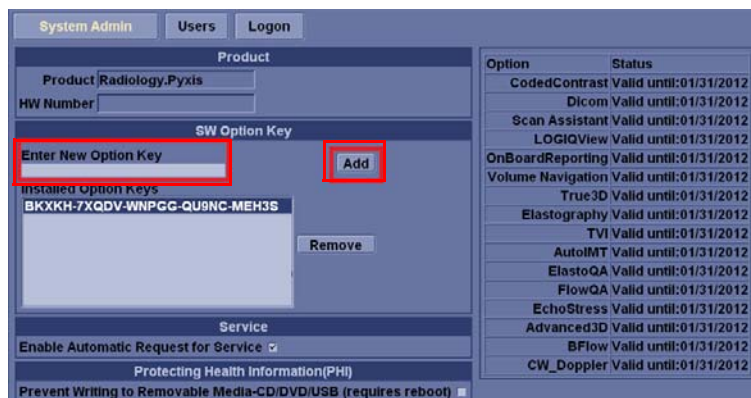 System Admin Users Logon
Product
Product Radiology.Pyxis
HW Number
SW Option Key
Enter New Option Key
Add
Installed Option Keys
BKXKH-7XQDV-WNPGG-QU9NC-MEH3S
Remove
Service
Enable Automatic Request for Service
Protecting Health Information(PHI)
Prevent Writing to Removable Media-CD/DVD/USB (requires reboot)
Option Status
CodedContrast Valid until:01/31/2012
Dicom Valid until:01/31/2012
Scan Assistant Valid until:01/31/2012
LOGIQView Valid until:01/31/2012
OnBoardReporting Valid until:01/31/2012
Volume Navigation Valid until:01/31/2012
True3D Valid until:01/31/2012
Elastography Valid until:01/31/2012
TVI Valid until:01/31/2012
AutoIMT Valid until:01/31/2012
ElastoQA Valid until:01/31/2012
FlowQA Valid until:01/31/2012
EchoStress Valid until:01/31/2012
Advanced3D Valid until:01/31/2012
BFlow Valid until:01/31/2012
CW_Doppler Valid until:01/31/2012